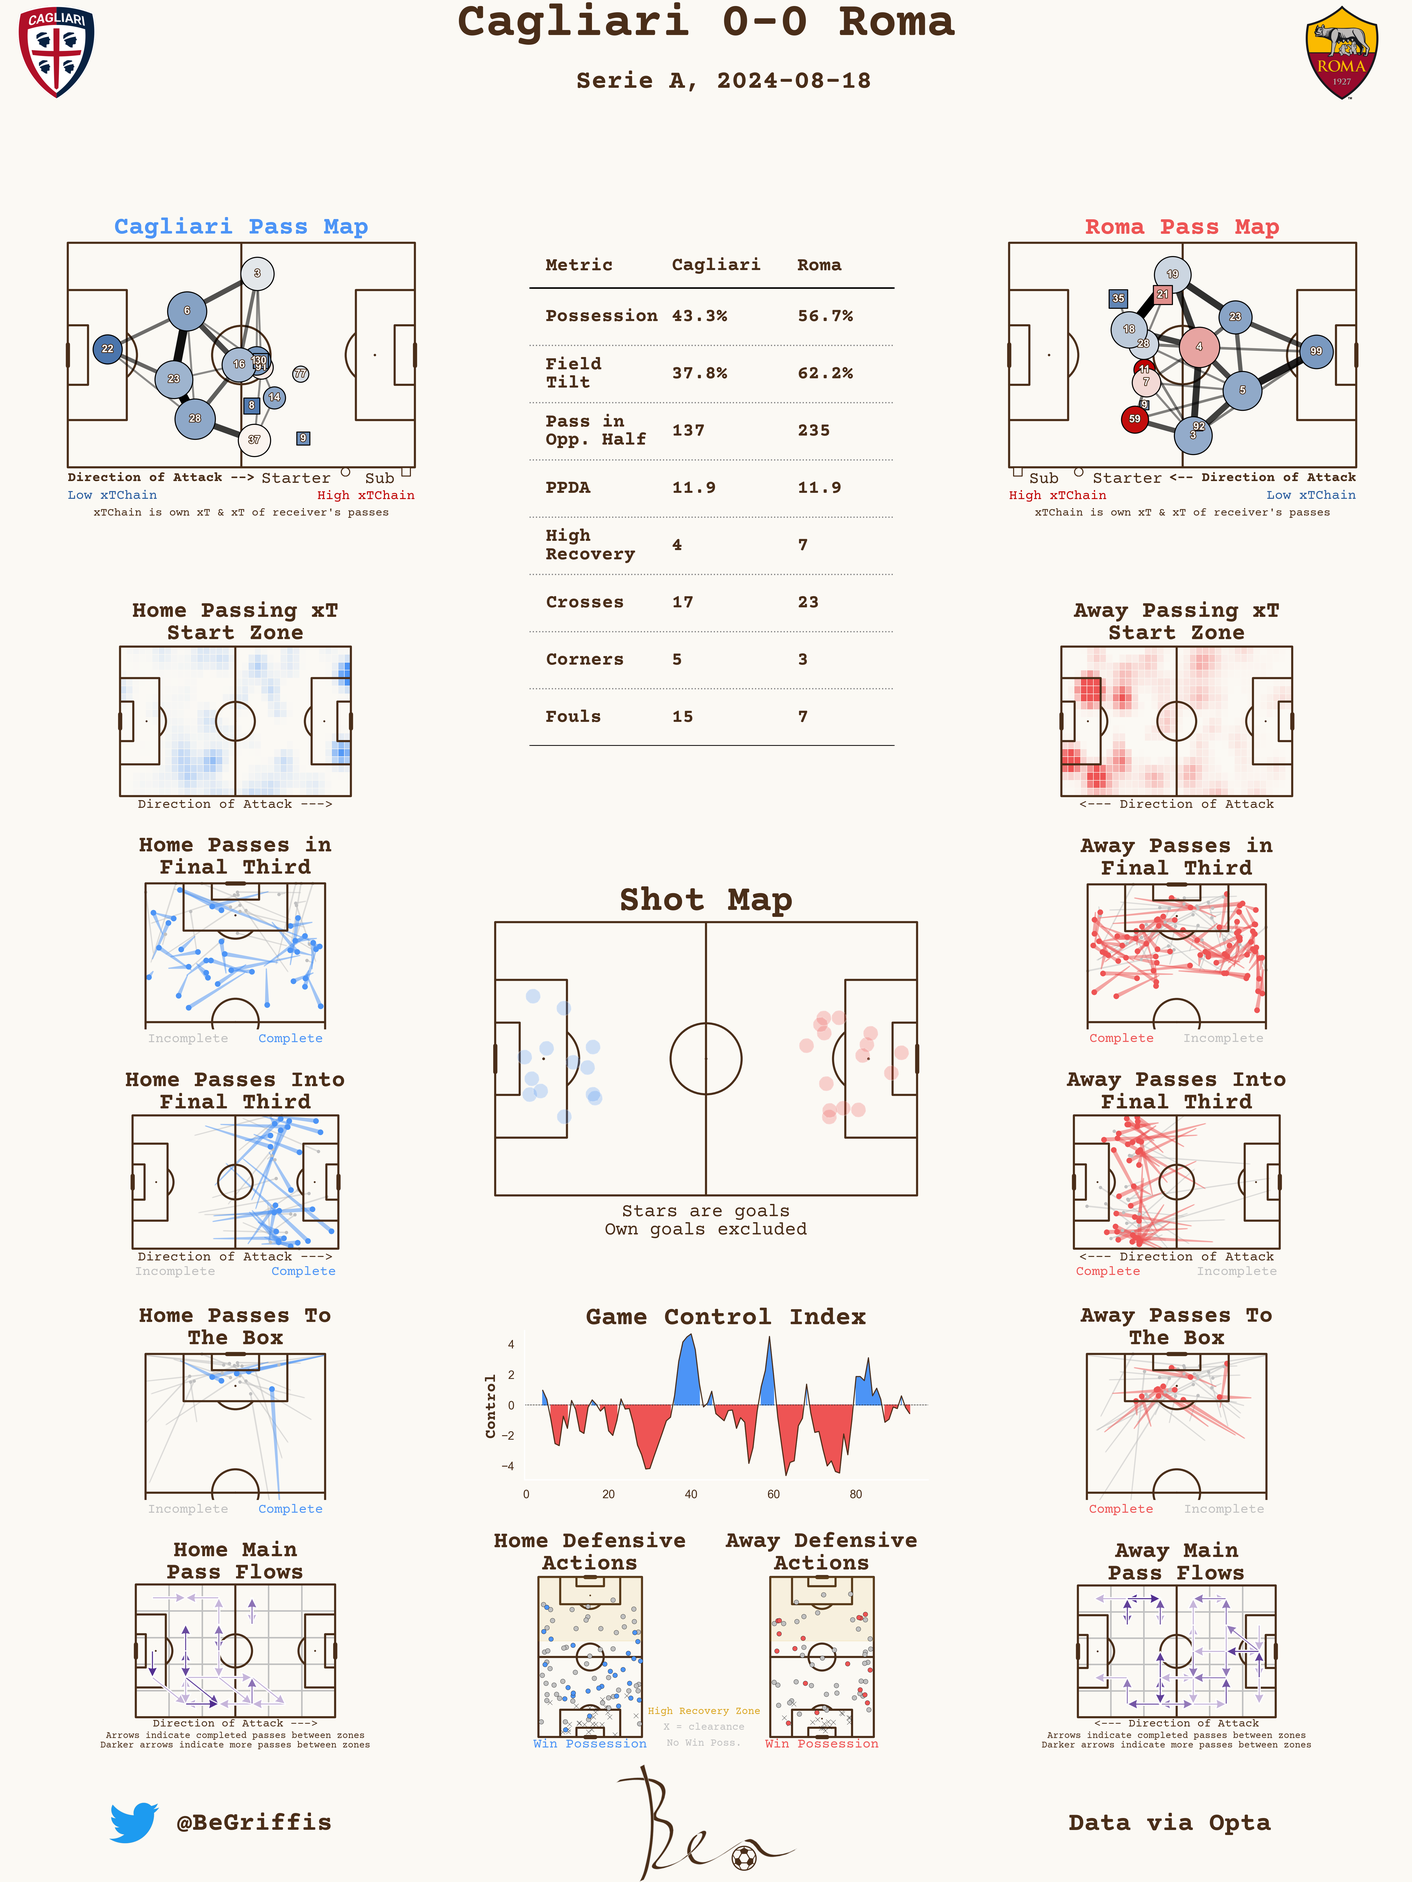 Cagliari 0-0 Roma
Serie A, 2024-08-18
CAGLIARI
ROMA
1927
Cagliari Pass Map
3
6
22
16
130
77
23
14
8
28
37
9
Direction of Attack --> Starter Sub
Low xTChain High xTChain
xTChain is own xT & xT of receiver's passes
Metric Cagliari Roma
Possession 43.3% 56.7%
Field
Tilt 37.8% 62.2%
Pass in
Opp. Half 137 235
PPDA 11.9 11.9
High
Recovery 4 7
Crosses 17 23
Corners 5 3
Fouls 15 7
Roma Pass Map
19
35
21
23
18
28
4
99
11
7
5
9
59
92
3
Sub Starter <-- Direction of Attack
High xTChain Low xTChain
xTChain is own xT & xT of receiver's passes
Home Passing xT
Start Zone
Direction of Attack --->
Away Passing xT
Start Zone
<--- Direction of Attack
Home Passes in
Final Third
Incomplete Complete
Away Passes in
Final Third
Complete Incomplete
Shot Map
Stars are goals
Own goals excluded
Home Passes Into
Final Third
Direction of Attack --->
Incomplete Complete
Away Passes Into
Final Third
<--- Direction of Attack
Complete Incomplete
Home Passes To
The Box
Incomplete Complete
Game Control Index
Control
4
2
0
−2
−4
0 20 40 60 80
Away Passes To
The Box
Complete Incomplete
Home Main
Pass Flows
Direction of Attack --->
Arrows indicate completed passes between zones
Darker arrows indicate more passes between zones
Home Defensive
Actions
Win Possession
Away Defensive
Actions
Win Possession
High Recovery Zone
X = clearance
No Win Poss.
Away Main
Pass Flows
<--- Direction of Attack
Arrows indicate completed passes between zones
Darker arrows indicate more passes between zones
@BeGriffis
Ben
Data via Opta